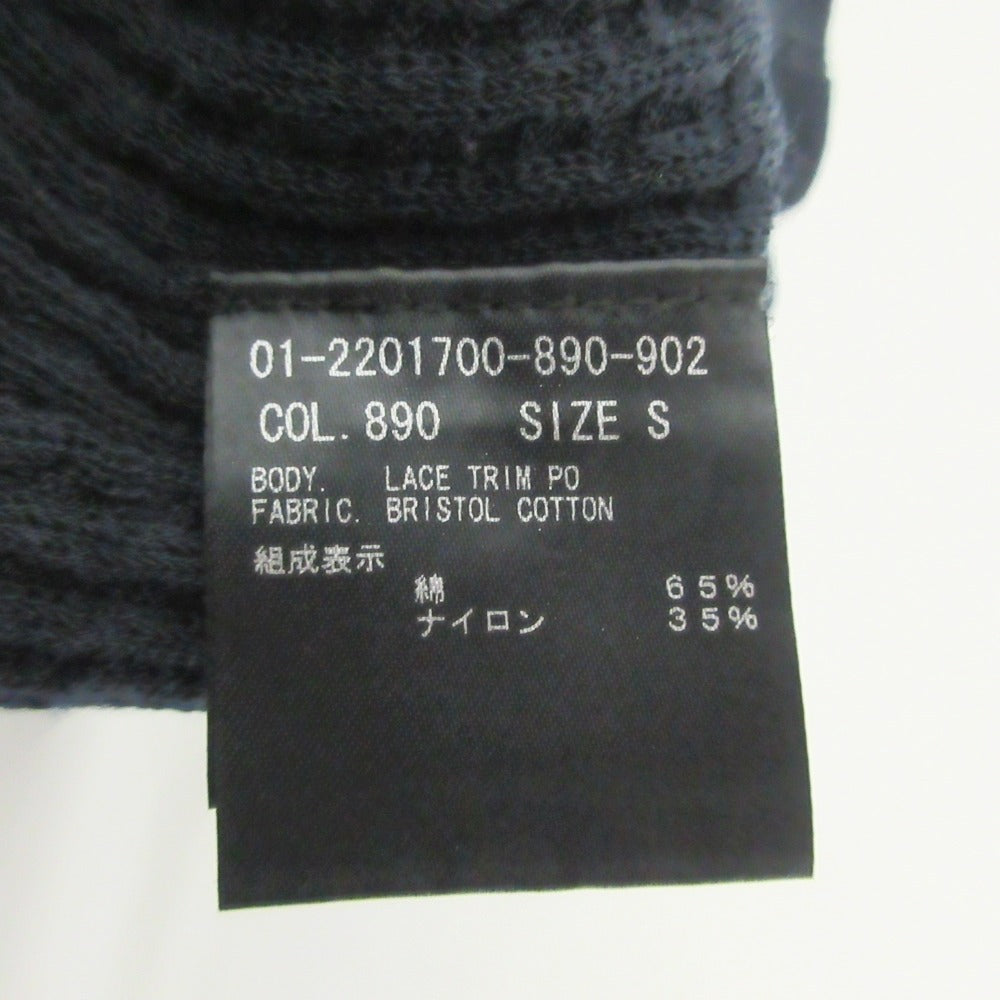 01-2201700-890-902
COL. 890 SIZE S
BODY. LACE TRIM PO
FABRIC. BRISTOL COTTON
組成表示
綿 65%
ナイロン 35%